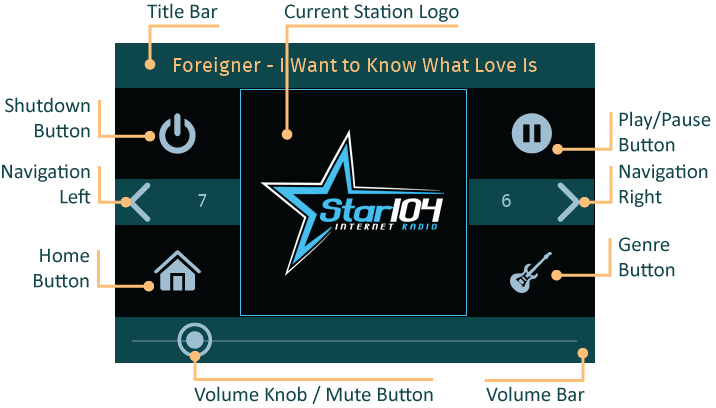 Title Bar
Current Station Logo
Foreigner - I Want to Know What Love Is
Shutdown
Button
Play/Pause
Button
Navigation
Left
7
Star104
INTERNET RADIO
6
Navigation
Right
Home
Button
Genre
Button
Volume Knob / Mute Button
Volume Bar